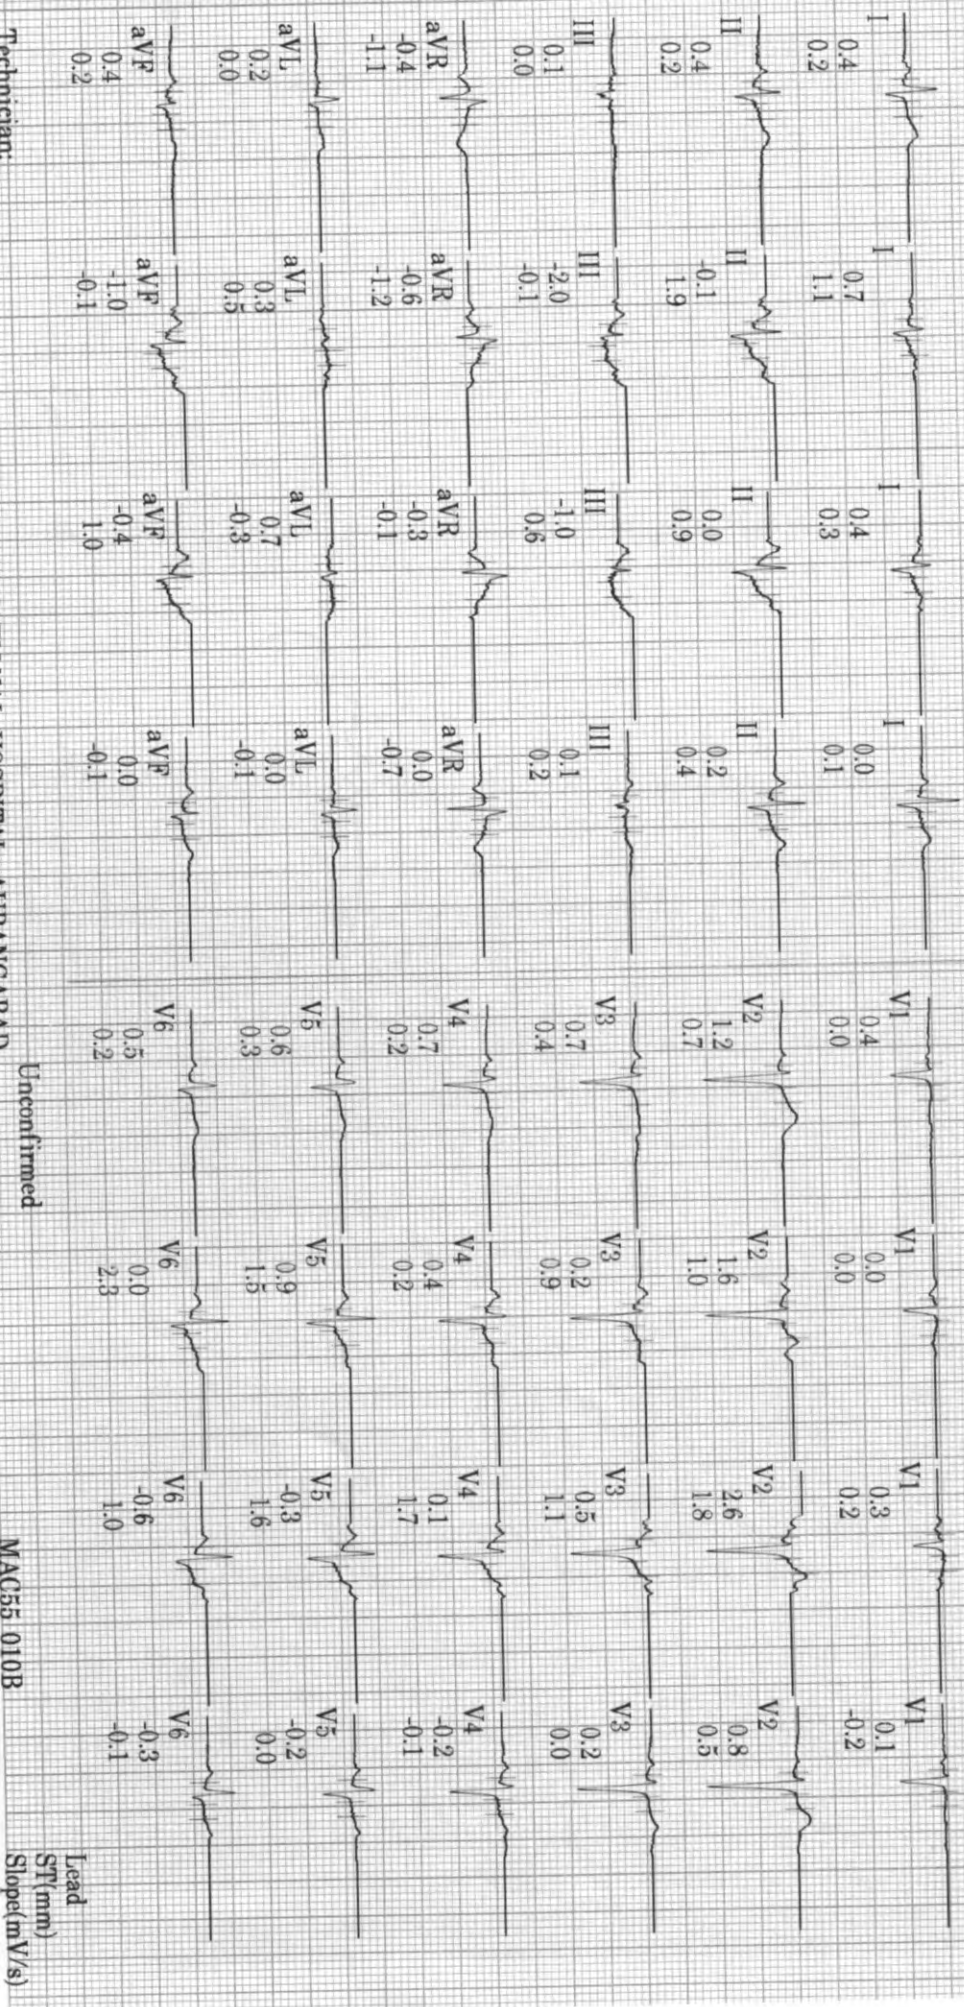 I I I I V1 V1 V1 V1
0.4 0.7 0.4 0.0 0.4 0.0 0.3 0.1
0.2 1.1 0.3 0.1 0.0 0.0 0.2 -0.2
II II II II V2 V2 V2 V2
0.4 -0.1 0.0 0.2 1.2 1.6 2.6 0.8
0.2 1.9 0.9 0.4 0.7 1.0 1.8 0.5
III III III III V3 V3 V3 V3
0.1 -2.0 -1.0 0.1 0.7 0.2 0.5 0.2
0.0 -0.1 0.6 0.2 0.4 0.9 1.1 0.0
aVR aVR aVR aVR V4 V4 V4 V4
-0.4 -0.6 -0.3 0.0 0.7 0.4 0.1 -0.2
-1.1 -1.2 -0.1 -0.7 0.2 0.2 1.7 -0.1
aVL aVL aVL aVL V5 V5 V5 V5
0.2 0.3 0.7 0.0 0.6 0.9 -0.3 -0.2
0.0 0.5 -0.3 -0.1 0.3 1.5 1.6 0.0
aVF aVF aVF aVF V6 V6 V6 V6
0.4 -1.0 -0.4 0.0 0.5 0.0 -0.6 -0.3
0.2 -0.1 1.0 -0.1 0.2 2.3 1.0 -0.1
Lead
ST(mm)
Unconfirmed
Slope(mV/s)
Technician:
HOSPITAL, AURANGABAD
MAC55 010B